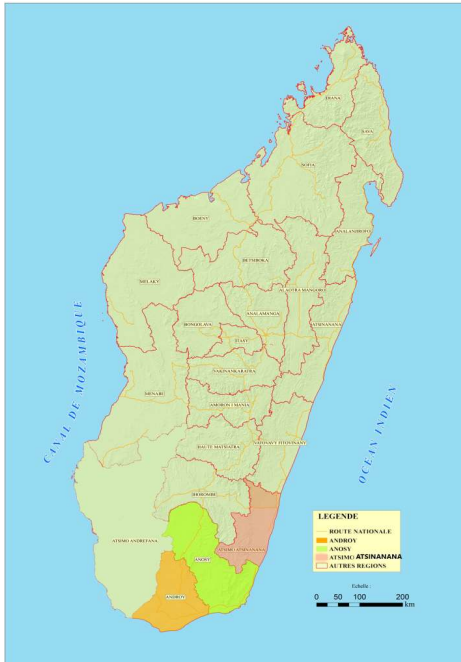 DIANA
SAVA
SOFIA
ANALANJIROFO
BOENY
BETSIBOKA
MELAKY
ALAOTRA MANGORO
ANALAMANGA
BONGOLAVA
ATSINANANA
ITASY
VAKINANKARATRA
MENABE
AMORON I MANIA
HAUTE MATSIATRA
VATOVAVY FITOVINANY
IHOROMBE
ATSIMO ANDREFANA
ATSIMO ATSINANANA
ANOSY
ANDROY
CANAL DE MOZAMBIQUE
OCEAN INDIEN
LEGENDE
ROUTE NATIONALE
ANDROY
ANOSY
ATSIMO ATSINANANA
AUTRES REGIONS
Echelle :
0 50 100 200
km